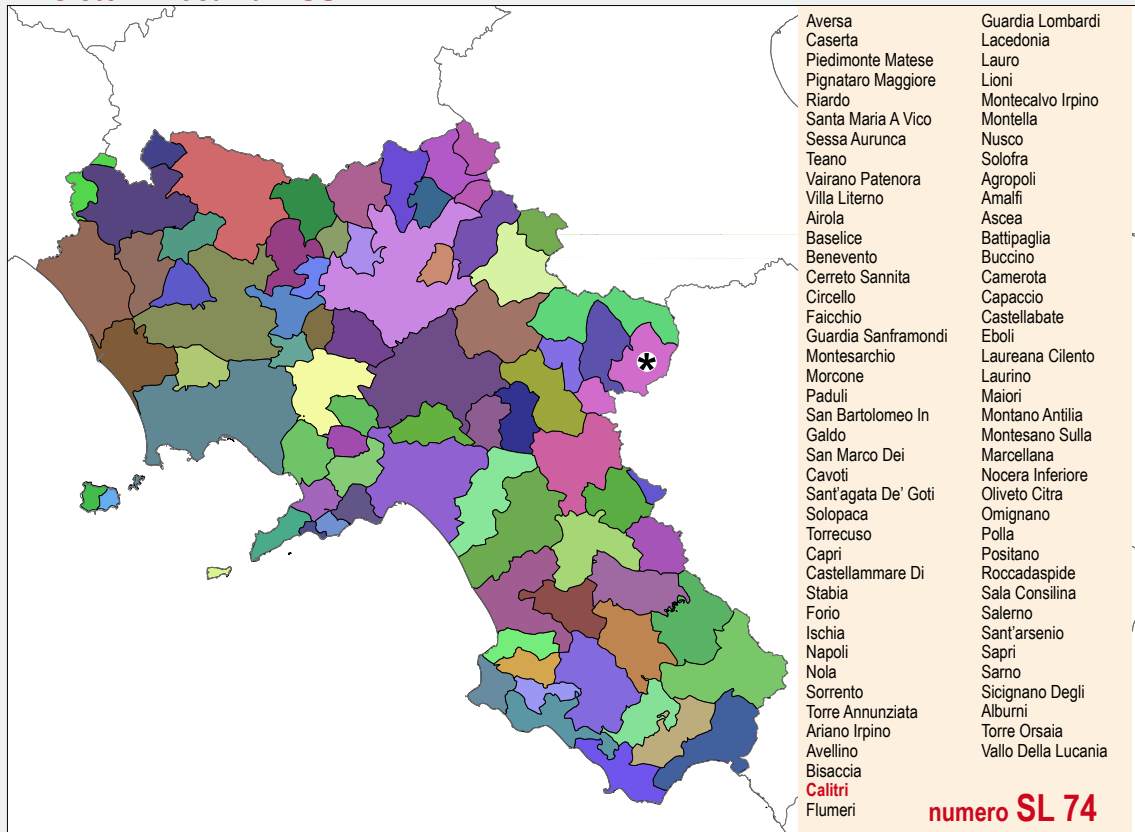 Aversa
Caserta
Piedimonte Matese
Pignataro Maggiore
Riardo
Santa Maria A Vico
Sessa Aurunca
Teano
Vairano Patenora
Villa Literno
Airola
Baselice
Benevento
Cerreto Sannita
Circello
Faicchio
Guardia Sanframondi
Montesarchio
Morcone
Paduli
San Bartolomeo In
Galdo
San Marco Dei
Cavoti
Sant'agata De' Goti
Solopaca
Torrecuso
Capri
Castellammare Di
Stabia
Forio
Ischia
Napoli
Nola
Sorrento
Torre Annunziata
Ariano Irpino
Avellino
Bisaccia
Calitri
Flumeri
Guardia Lombardi
Lacedonia
Lauro
Lioni
Montecalvo Irpino
Montella
Nusco
Solofra
Agropoli
Amalfi
Ascea
Battipaglia
Buccino
Camerota
Capaccio
Castellabate
Eboli
Laureana Cilento
Laurino
Maiori
Montano Antilia
Montesano Sulla
Marcellana
Nocera Inferiore
Oliveto Citra
Omignano
Polla
Positano
Roccadaspide
Sala Consilina
Salerno
Sant'arsenio
Sapri
Sarno
Sicignano Degli
Alburni
Torre Orsaia
Vallo Della Lucania
numero SL 74